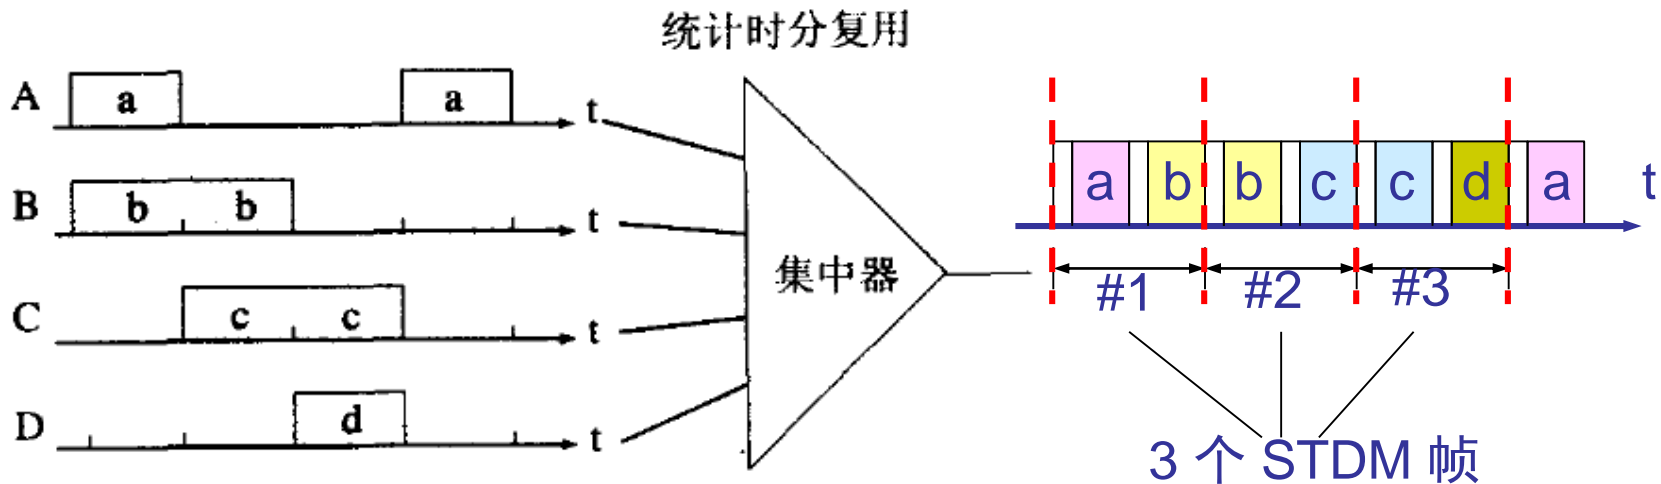 统计时分复用
A a a t
B b b t
C c c t
D d t
集中器
a b b c c d a t
#1 #2 #3
3 个 STDM 帧